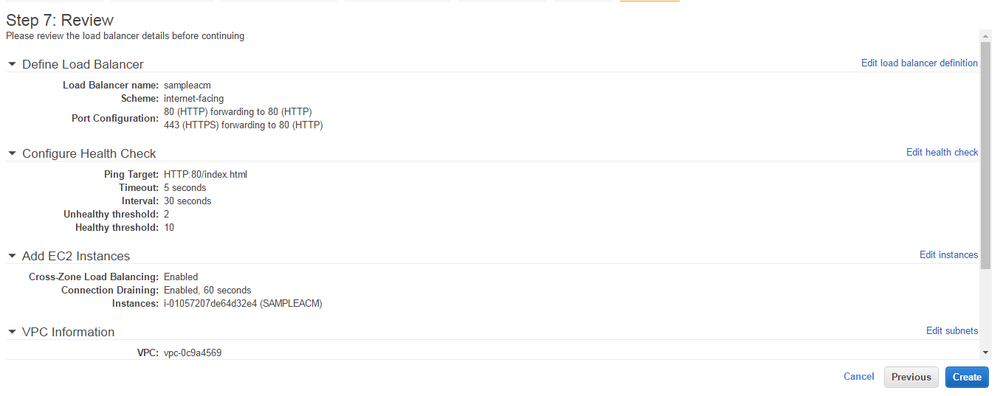 Step 7: Review
Please review the load balancer details before continuing
Define Load Balancer
Edit load balancer definition
Load Balancer name: sampleacm
Scheme: internet-facing
Port Configuration: 80 (HTTP) forwarding to 80 (HTTP)
443 (HTTPS) forwarding to 80 (HTTP)
Configure Health Check
Edit health check
Ping Target: HTTP:80/index.html
Timeout: 5 seconds
Interval: 30 seconds
Unhealthy threshold: 2
Healthy threshold: 10
Add EC2 Instances
Edit instances
Cross-Zone Load Balancing: Enabled
Connection Draining: Enabled, 60 seconds
Instances: i-01057207de64d32e4 (SAMPLEACM)
VPC Information
Edit subnets
VPC: vpc-0c9a4569
Cancel Previous Create